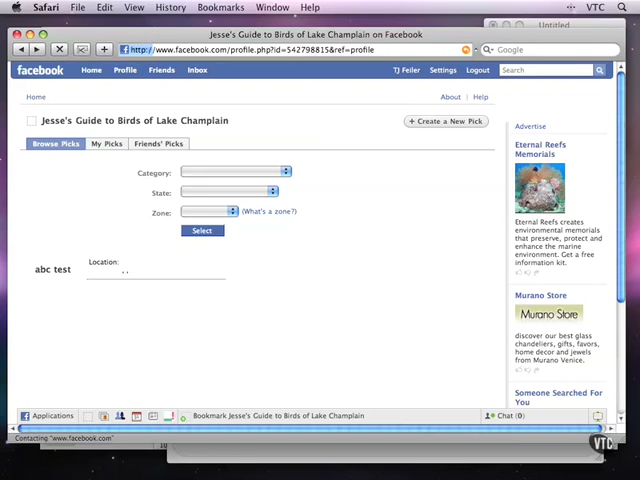 Safari File Edit View History Bookmarks Window Help VTC
Untitled
Jesse's Guide to Birds of Lake Champlain on Facebook
http://www.facebook.com/profile.php?id=542798815&ref=profile
Google
facebook Home Profile Friends Inbox TJ Feiler Settings Logout Search
Home About Help
Jesse's Guide to Birds of Lake Champlain
+ Create a New Pick
Browse Picks My Picks Friends' Picks
Category:
State:
Zone: (What's a zone?)
Select
abc test
Location:
, ,
Advertise
Eternal Reefs
Memorials
Eternal Reefs creates
environmental memorials
that preserve, protect and
enhance the marine
environment. Get a free
information kit.
Murano Store
Murano Store
discover our best glass
chandeliers, gifts, favors,
home decor and jewels
from Murano Venice.
Someone Searched For
You
Applications Bookmark Jesse's Guide to Birds of Lake Champlain Chat (0)
Contacting "www.facebook.com"
VTC